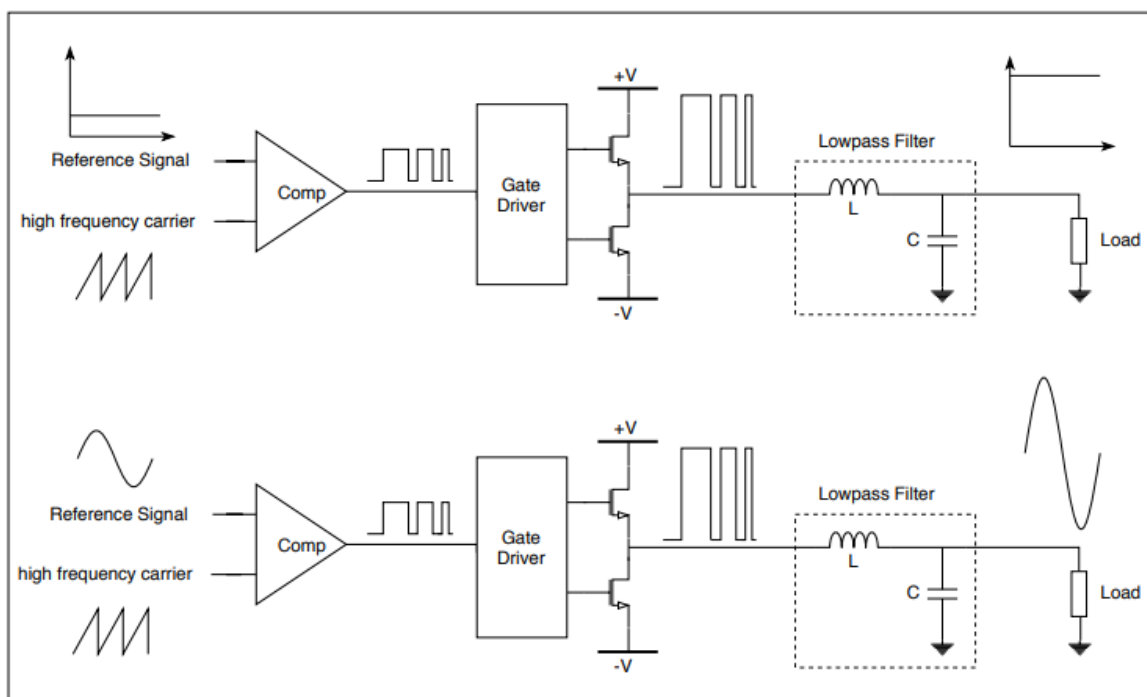 +V
Reference Signal
Comp
high frequency carrier
Gate
Driver
-V
Lowpass Filter
L
C
Load
+V
Reference Signal
Comp
high frequency carrier
Gate
Driver
-V
Lowpass Filter
L
C
Load